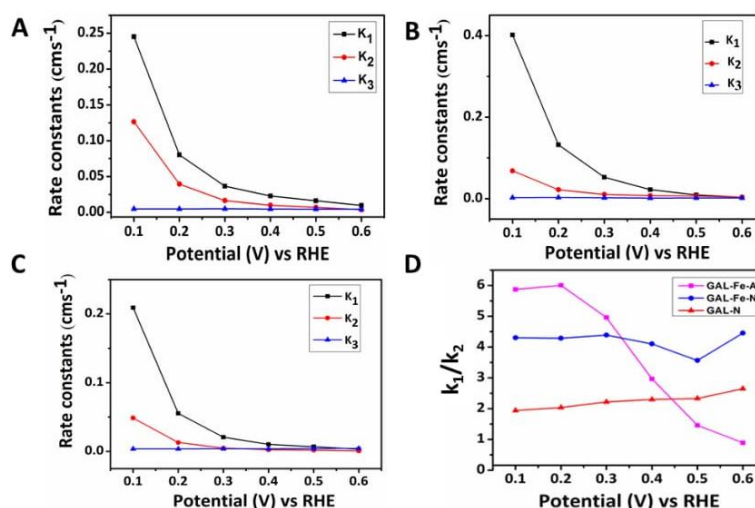 A
Rate constants (cms-1)
0.25
0.20
0.15
0.10
0.05
0.00
K1
K2
K3
0.1 0.2 0.3 0.4 0.5 0.6
Potential (V) vs RHE
B
Rate constants (cms-1)
0.4
0.2
0.0
K1
K2
K3
0.1 0.2 0.3 0.4 0.5 0.6
Potential (V) vs RHE
C
Rate constants (cms-1)
0.2
0.1
0.0
K1
K2
K3
0.1 0.2 0.3 0.4 0.5 0.6
Potential (V) vs RHE
D
k1/k2
6
5
4
3
2
1
0
GAL-Fe-A
GAL-Fe-N
GAL-N
0.1 0.2 0.3 0.4 0.5 0.6
Potential (V) vs RHE